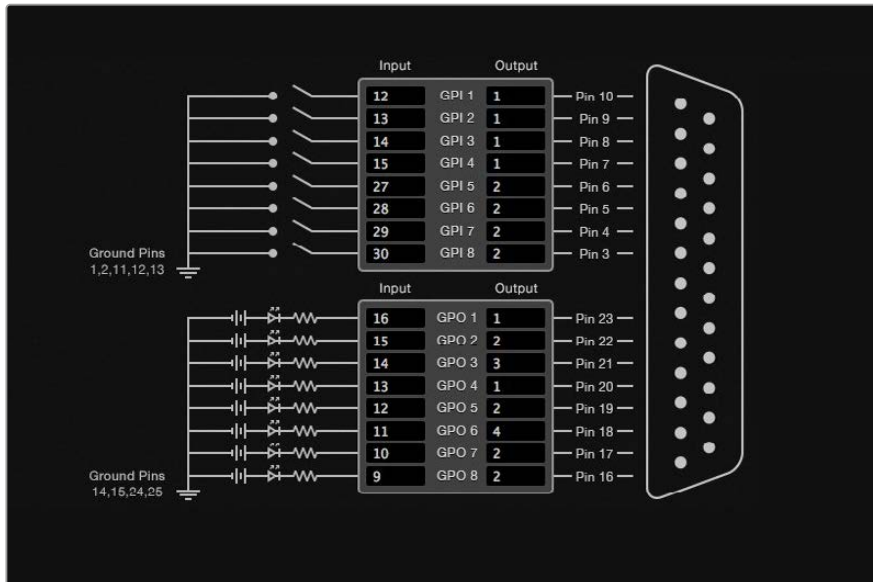 Input Output
12 GPI 1 1 Pin 10
13 GPI 2 1 Pin 9
14 GPI 3 1 Pin 8
15 GPI 4 1 Pin 7
27 GPI 5 2 Pin 6
28 GPI 6 2 Pin 5
29 GPI 7 2 Pin 4
30 GPI 8 2 Pin 3
Ground Pins
1,2,11,12,13
Input Output
16 GPO 1 1 Pin 23
15 GPO 2 2 Pin 22
14 GPO 3 3 Pin 21
13 GPO 4 1 Pin 20
12 GPO 5 2 Pin 19
11 GPO 6 4 Pin 18
10 GPO 7 2 Pin 17
9 GPO 8 2 Pin 16
Ground Pins
14,15,24,25